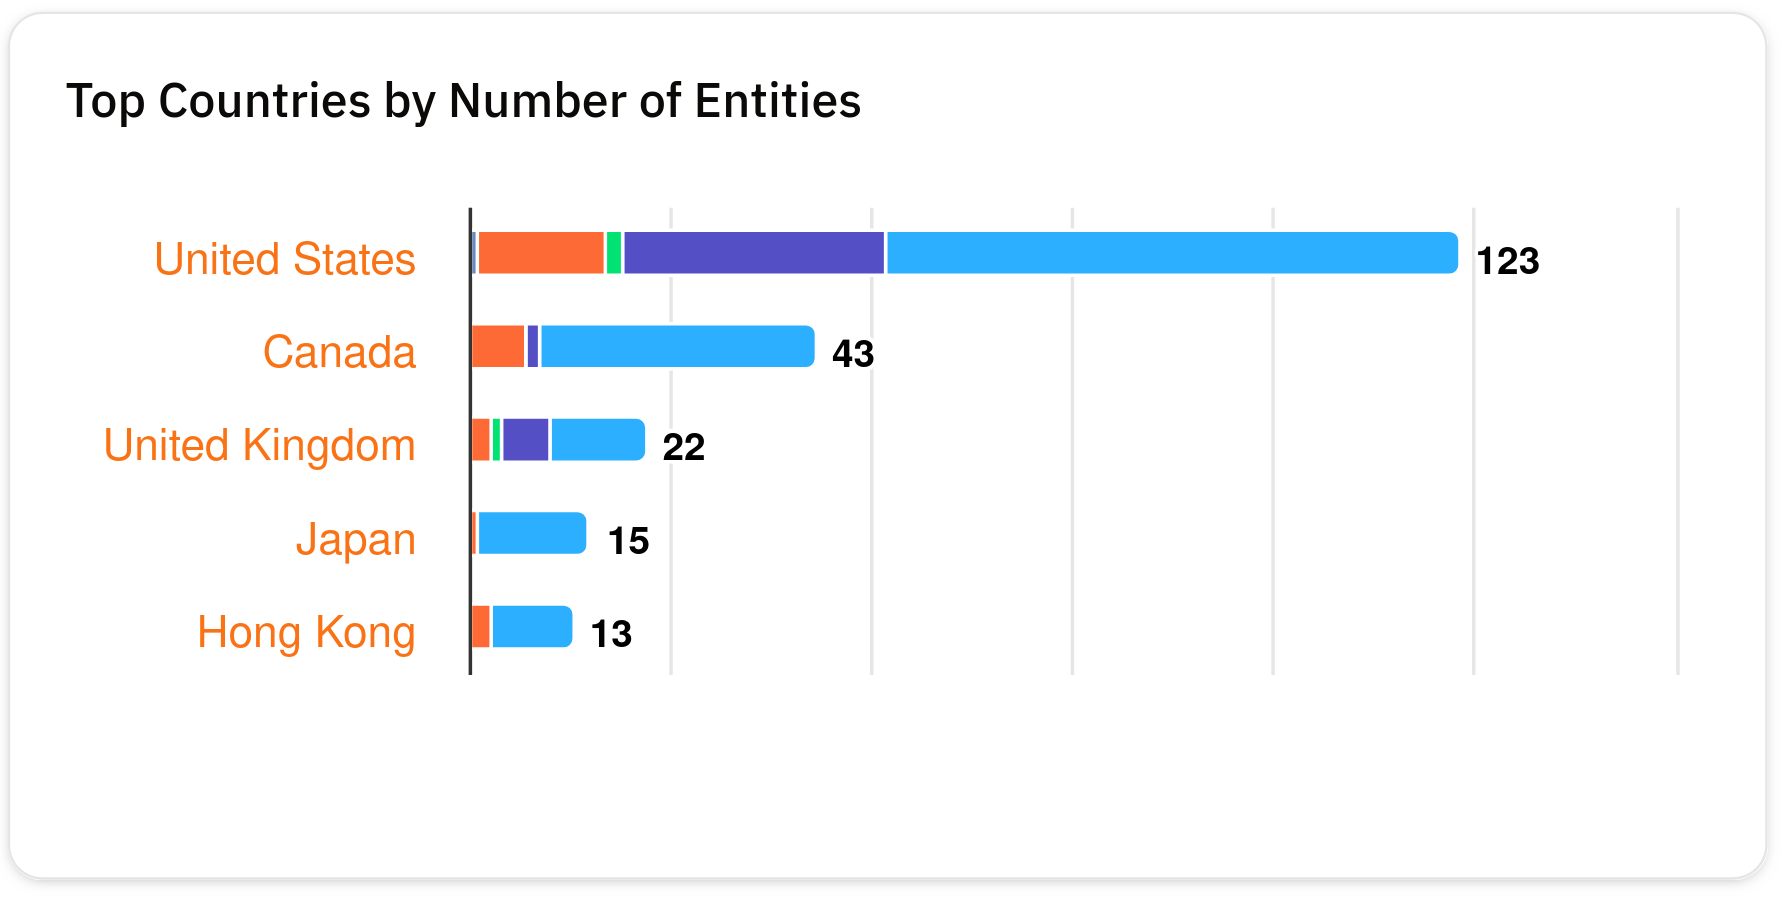 Top Countries by Number of Entities
United States 123
Canada 43
United Kingdom 22
Japan 15
Hong Kong 13